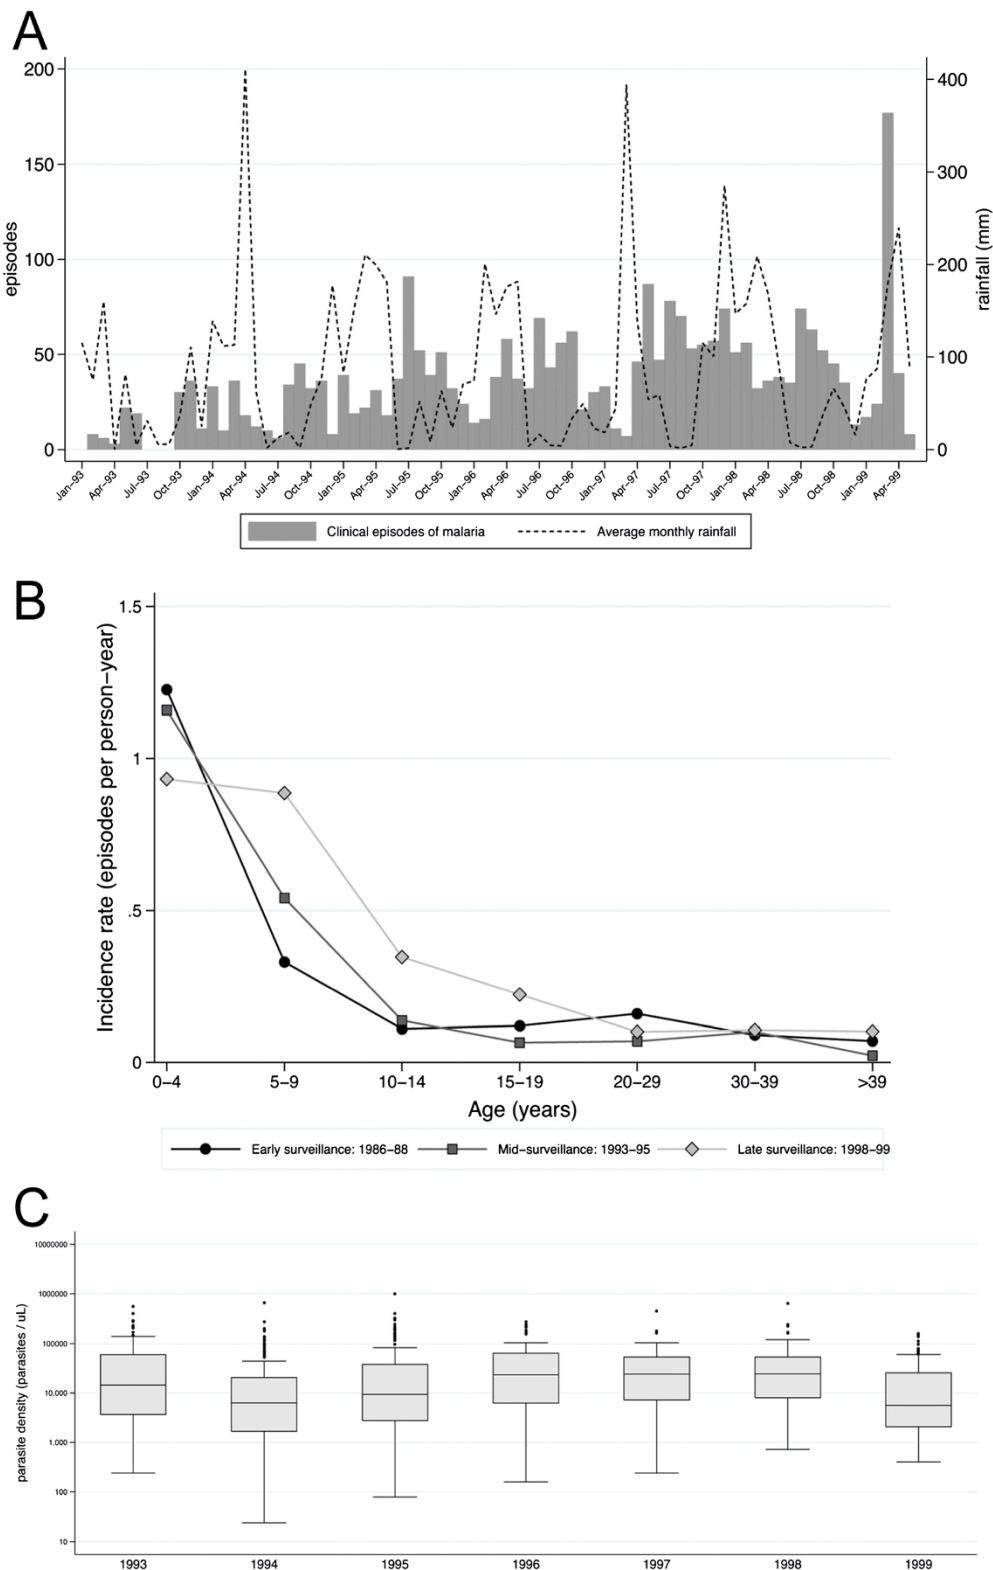 A
episodes
200
150
100
50
0
400
300
200
100
0
rainfall (mm)
Jan–93
Apr–93
Jul–93
Oct–93
Jan–94
Apr–94
Jul–94
Oct–94
Jan–95
Apr–95
Jul–95
Oct–95
Jan–96
Apr–96
Jul–96
Oct–96
Jan–97
Apr–97
Jul–97
Oct–97
Jan–98
Apr–98
Jul–98
Oct–98
Jan–99
Apr–99
Clinical episodes of malaria
Average monthly rainfall
B
Incidence rate (episodes per person–year)
1.5
1
.5
0
0–4
5–9
10–14
15–19
20–29
30–39
>39
Age (years)
Early surveillance: 1986–88
Mid–surveillance: 1993–95
Late surveillance: 1998–99
C
parasite density (parasites / uL)
10000000
1000000
100000
10,000
1,000
100
10
1993
1994
1995
1996
1997
1998
1999